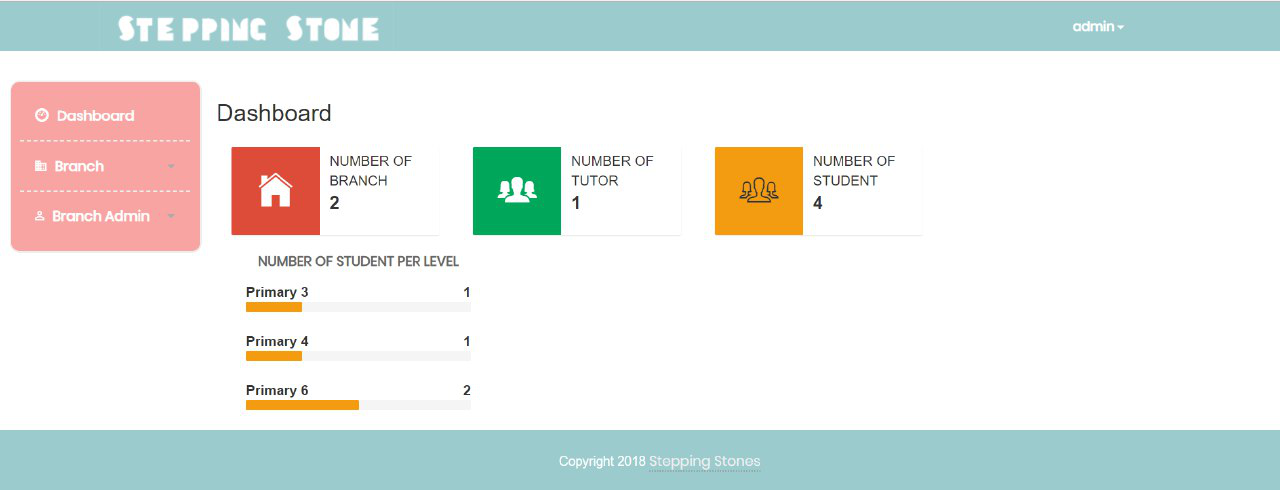 STEPPING STONE
admin
Dashboard
Branch
Branch Admin
Dashboard
NUMBER OF
BRANCH
2
NUMBER OF
TUTOR
1
NUMBER OF
STUDENT
4
NUMBER OF STUDENT PER LEVEL
Primary 3 1
Primary 4 1
Primary 6 2
Copyright 2018 Stepping Stones